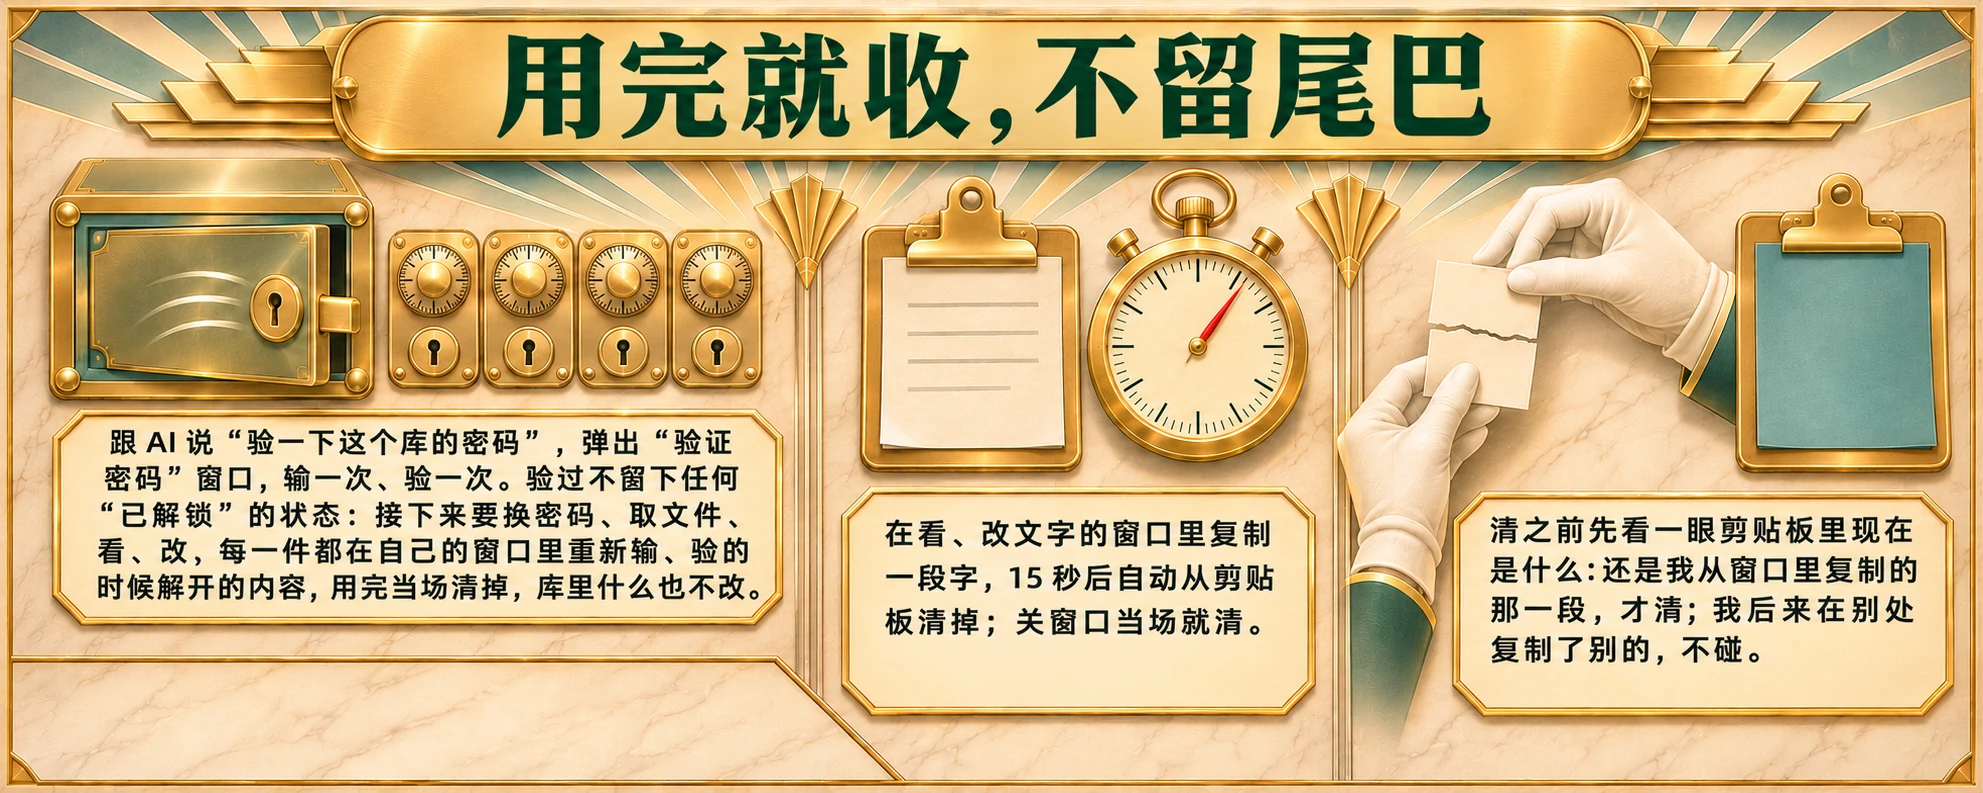 用完就收，不留尾巴
跟 AI 说“验一下这个库的密码”，弹出“验证
密码”窗口，输一次、验一次。验过不留下任何
“已解锁”的状态：接下来要换密码、取文件、
看、改，每一件都在自己的窗口里重新输、验的
时候解开的内容，用完当场清掉，库里什么也不改。
在看、改文字的窗口里复制
一段字，15 秒后自动从剪贴
板清掉；关窗口当场就清。
清之前先看一眼剪贴板里现在
是什么：还是我从窗口里复制的
那一段，才清；我后来在别处
复制了别的，不碰。